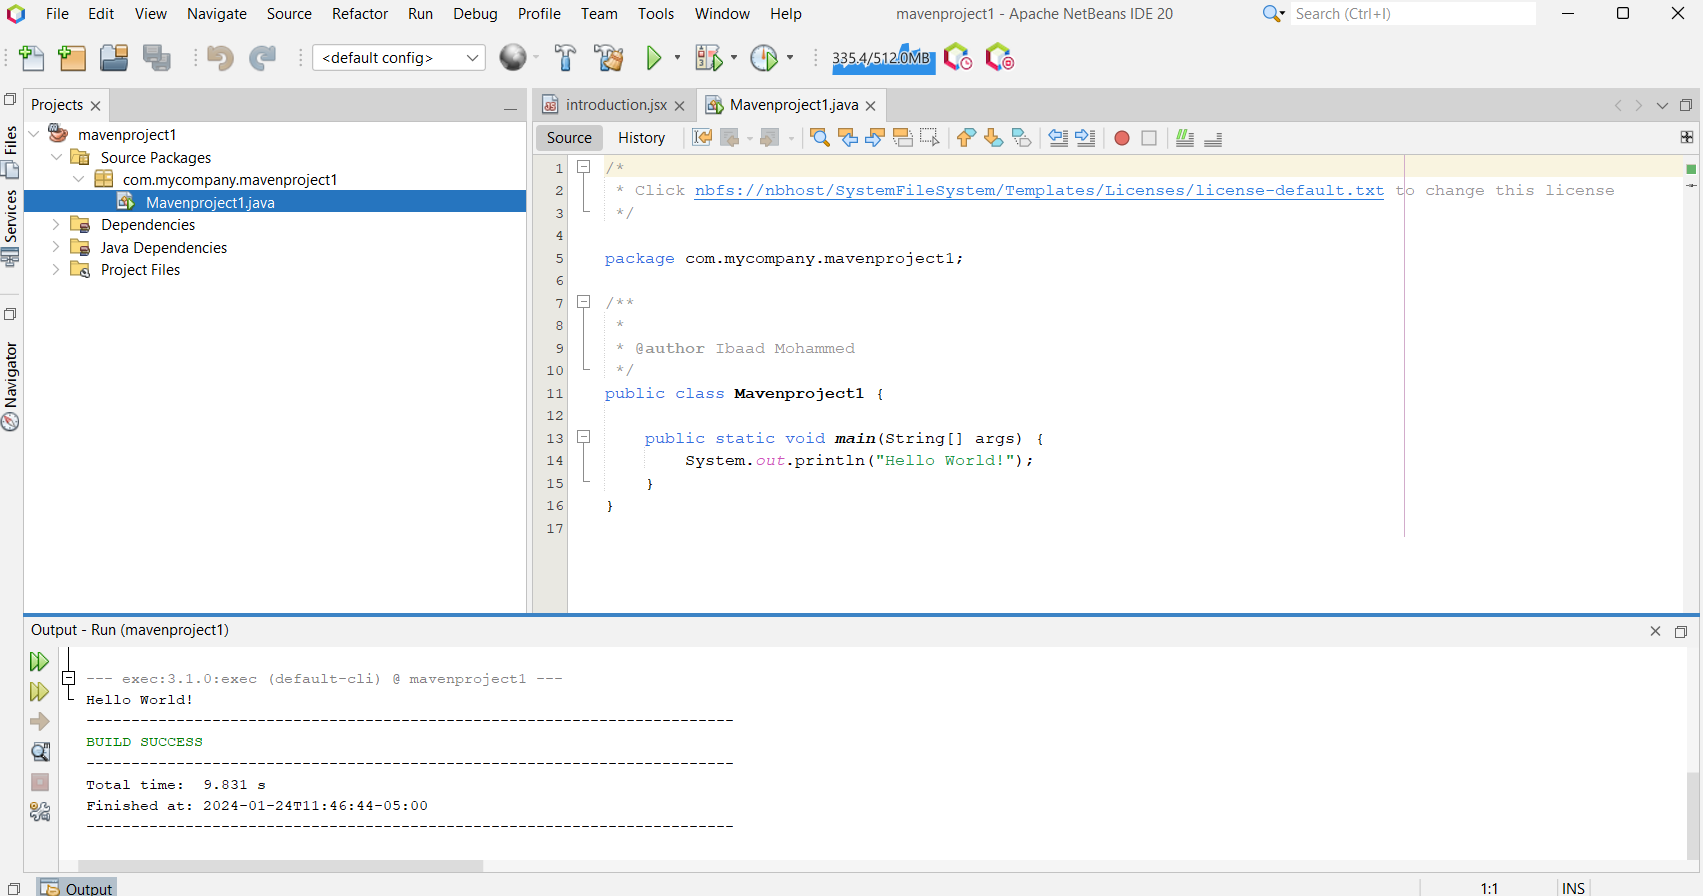 File Edit View Navigate Source Refactor Run Debug Profile Team Tools Window Help
mavenproject1 - Apache NetBeans IDE 20
Search (Ctrl+I)
<default config>
335.4/512.0MB
Files
Services
Navigator
Projects
mavenproject1
Source Packages
com.mycompany.mavenproject1
Mavenproject1.java
Dependencies
Java Dependencies
Project Files
introduction.jsx Mavenproject1.java
Source History
1 /*
2 * Click nbfs://nbhost/SystemFileSystem/Templates/Licenses/license-default.txt to change this license
3 */
4
5 package com.mycompany.mavenproject1;
6
7 /**
8 *
9 * @author Ibaad Mohammed
10 */
11 public class Mavenproject1 {
12
13 public static void main(String[] args) {
14 System.out.println("Hello World!");
15 }
16 }
17
Output - Run (mavenproject1)
--- exec:3.1.0:exec (default-cli) @ mavenproject1 ---
Hello World!
------------------------------------------------------------------------
BUILD SUCCESS
------------------------------------------------------------------------
Total time:  9.831 s
Finished at: 2024-01-24T11:46:44-05:00
------------------------------------------------------------------------
Output
1:1 INS